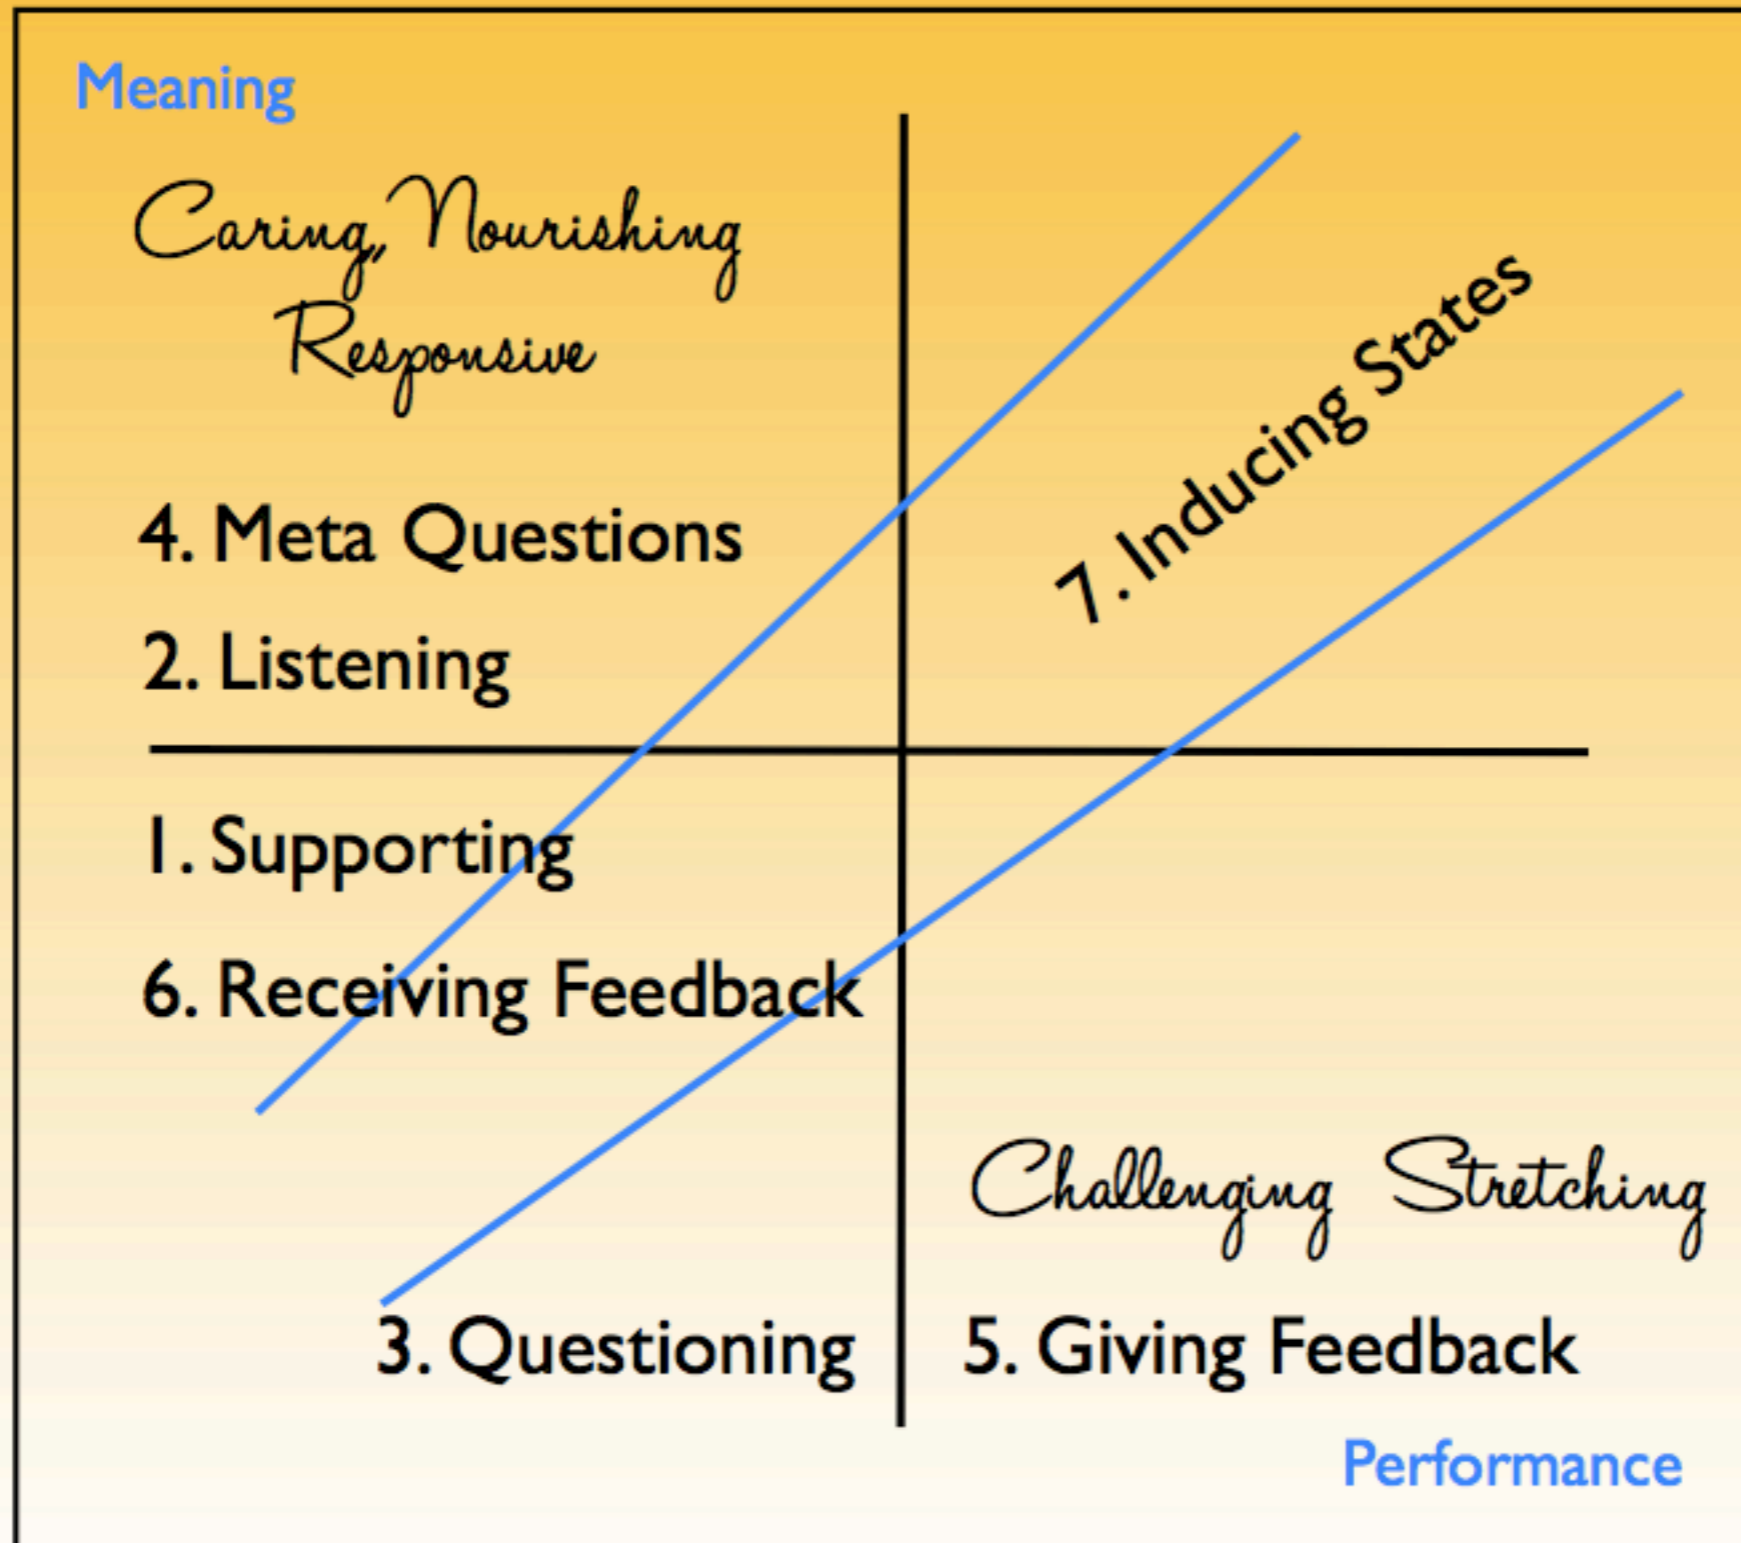 Meaning
Caring,, Nourishing
Responsive
4. Meta Questions
2. Listening
7. Inducing States
1. Supporting
6. Receiving Feedback
Challenging Stretching
3. Questioning
5. Giving Feedback
Performance